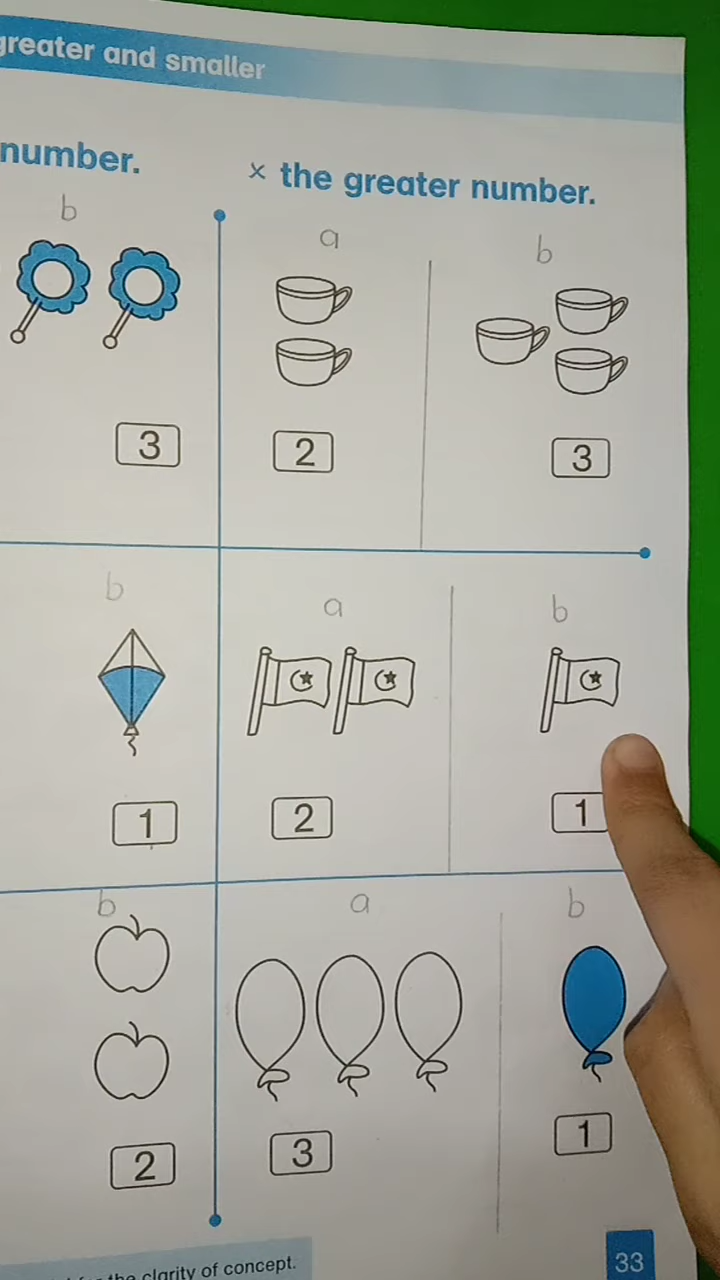 greater and smaller
number.
× the greater number.
b
a
b
3
2
3
b
a
b
1
2
1
b
a
b
2
3
1
the clarity of concept.
33